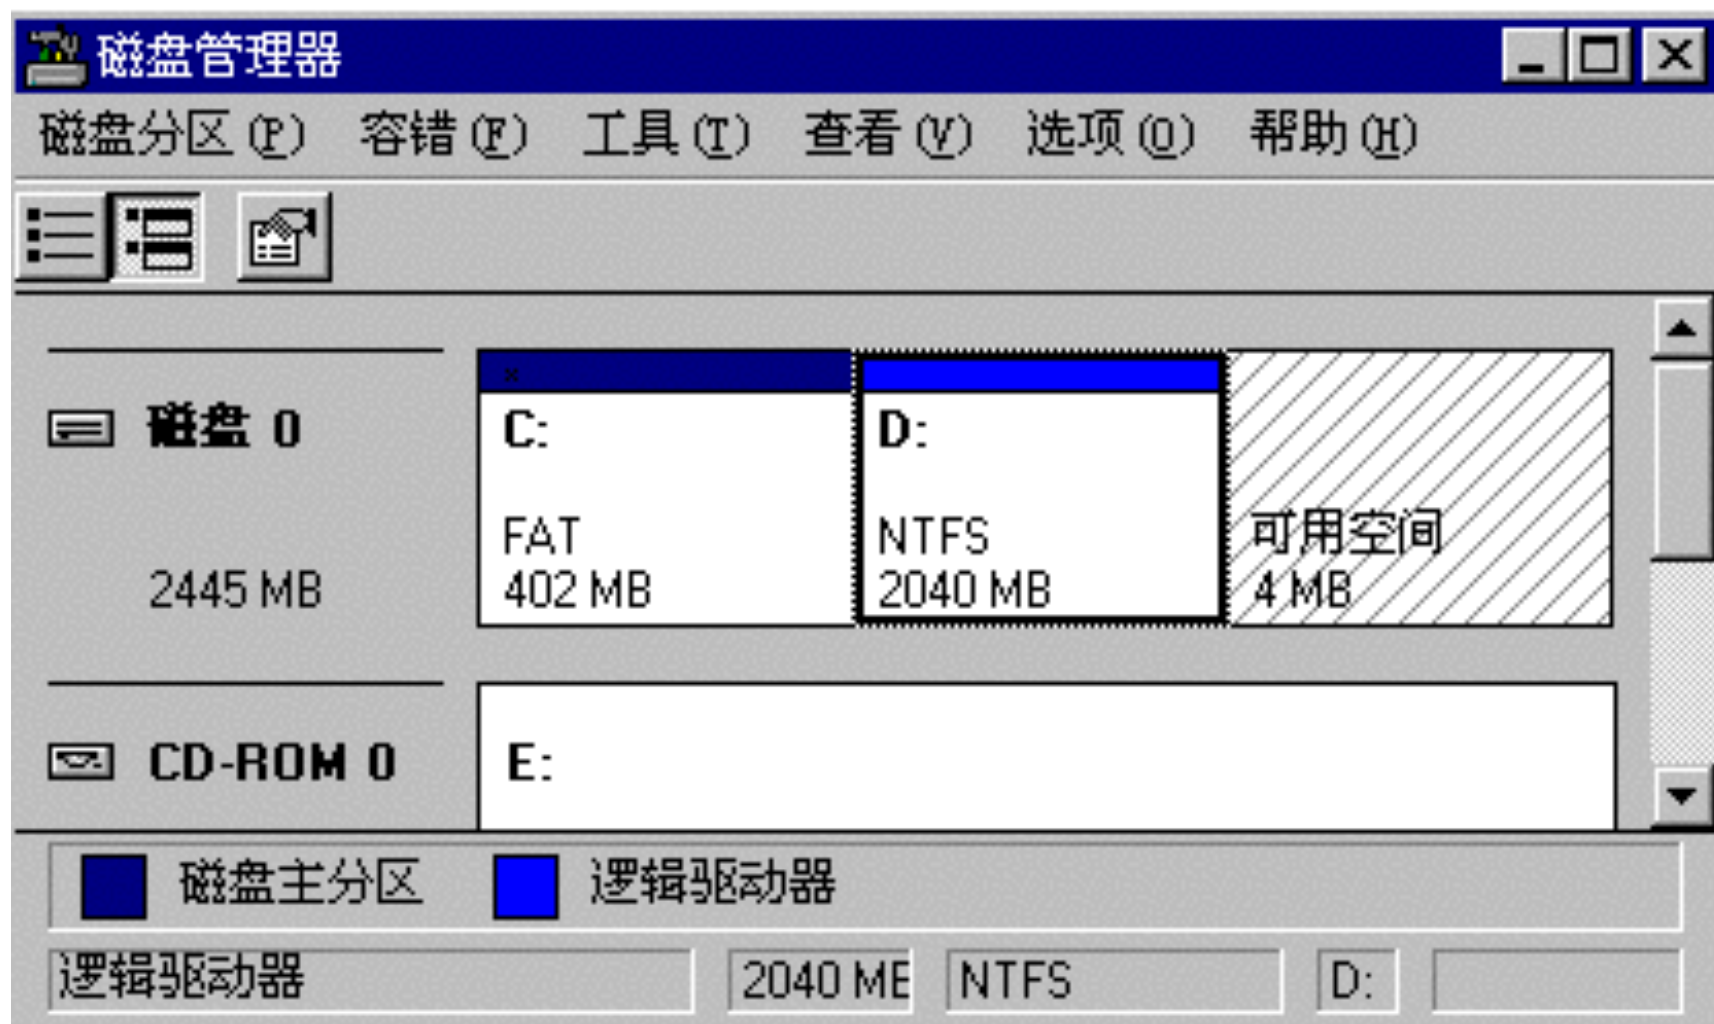 磁盘管理器
磁盘分区(P) 容错(F) 工具(T) 查看(V) 选项(O) 帮助(H)
磁盘 0
2445 MB
C:
FAT
402 MB
D:
NTFS
2040 MB
可用空间
4 MB
CD-ROM 0
E:
磁盘主分区 逻辑驱动器
逻辑驱动器 2040 MB NTFS D: